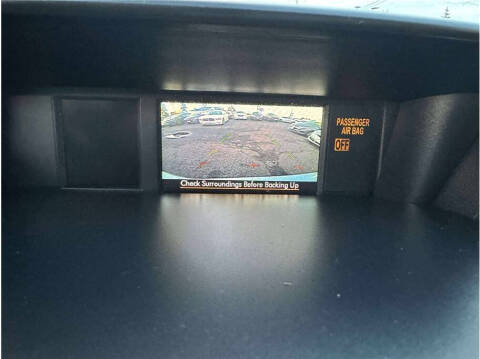 PASSENGER
AIR BAG
OFF
Check Surroundings Before Backing Up